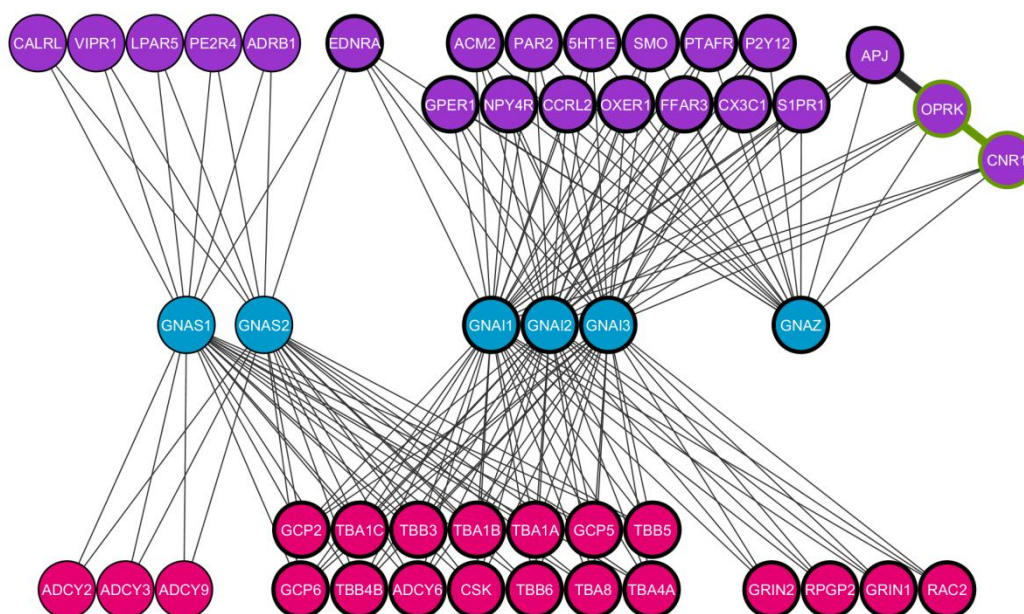 CALRL VIPR1 LPAR5 PE2R4 ADRB1 EDNRA ACM2 PAR2 5HT1E SMO PTAFR P2Y12
APJ
GPER1 NPY4R CCRL2 OXER1 FFAR3 CX3C1 S1PR1
OPRK
CNR1
GNAS1 GNAS2 GNAI1 GNAI2 GNAI3 GNAZ
GCP2 TBA1C TBB3 TBA1B TBA1A GCP5 TBB5
ADCY2 ADCY3 ADCY9 GCP6 TBB4B ADCY6 CSK TBB6 TBA8 TBA4A GRIN2 RPGP2 GRIN1 RAC2